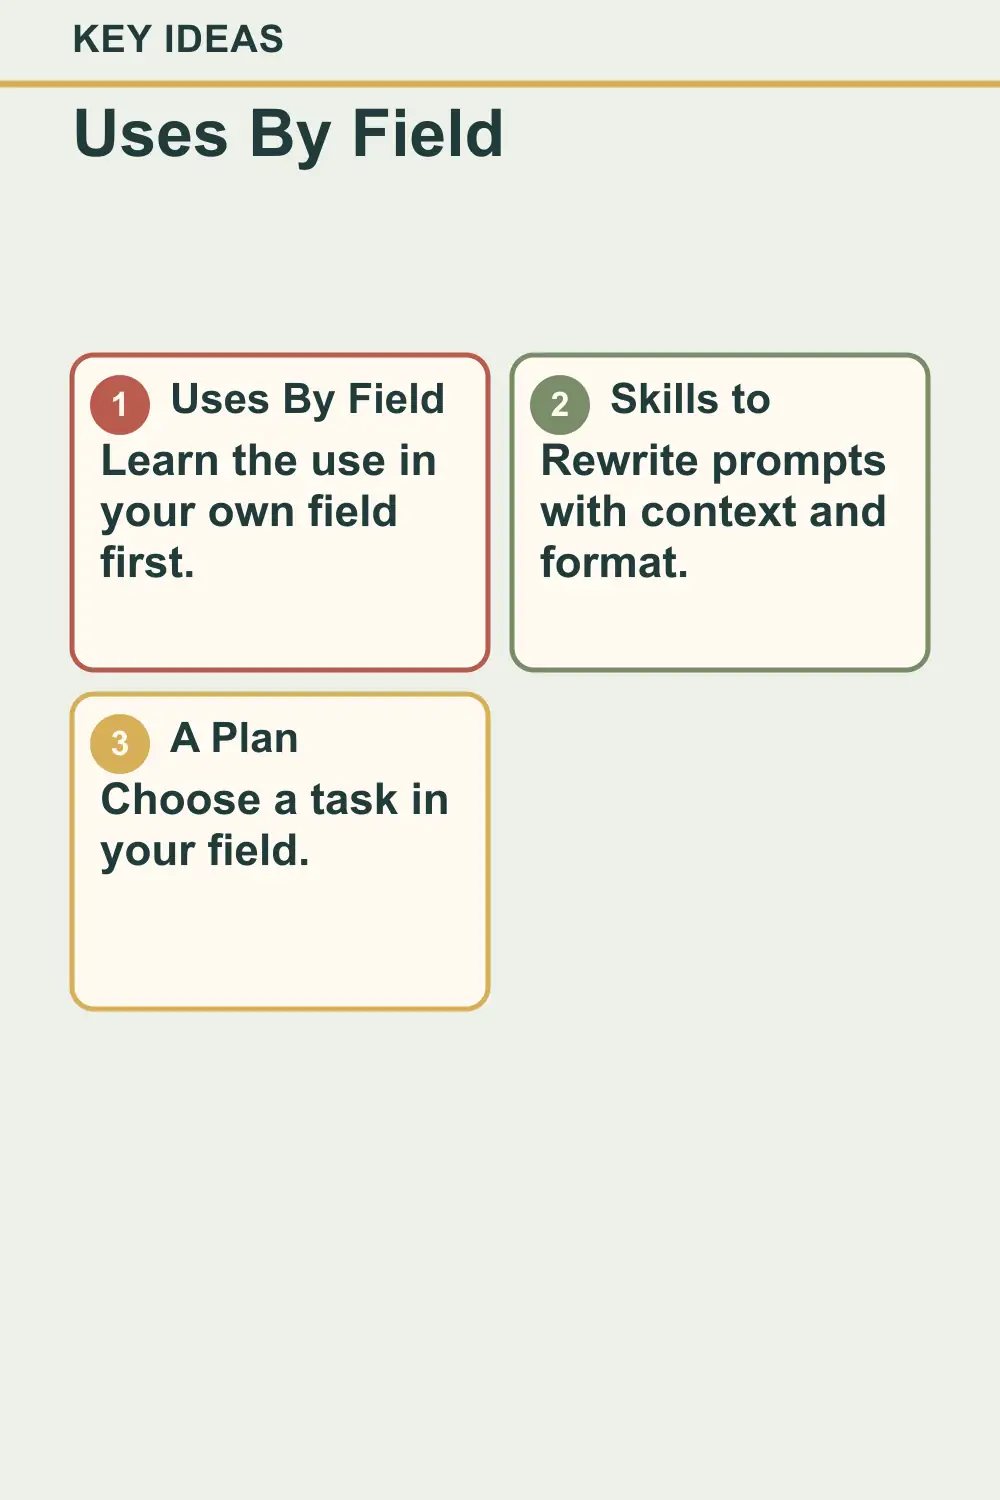 KEY IDEAS
Uses By Field
1 Uses By Field
Learn the use in
your own field
first.
2 Skills to
Rewrite prompts
with context and
format.
3 A Plan
Choose a task in
your field.